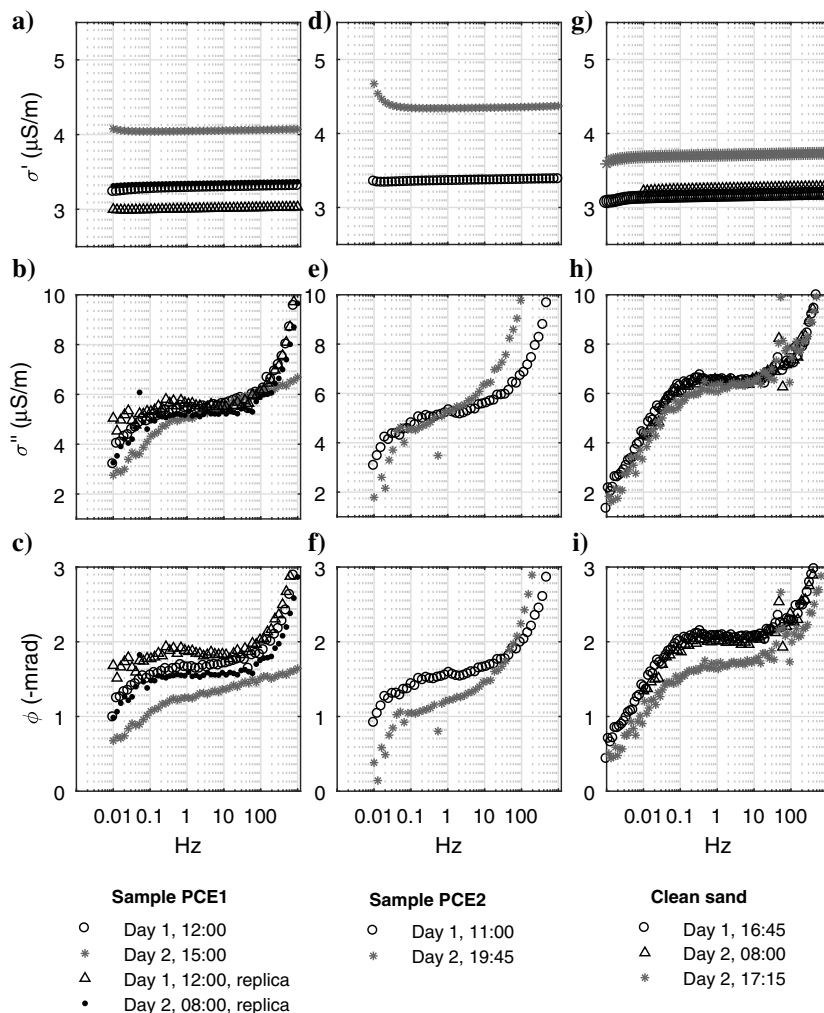 a)
d)
g)
5
4
3
σ' (μS/m)
5
4
3
5
4
3
b)
e)
h)
10
8
6
4
2
σ'' (μS/m)
10
8
6
4
2
10
8
6
4
2
c)
f)
i)
3
2
1
0
ϕ (-mrad)
3
2
1
0
3
2
1
0
0.01 0.1 1 10 100
0.01 0.1 1 10 100
0.01 0.1 1 10 100
Hz
Hz
Hz
Sample PCE1
Day 1, 12:00
Day 2, 15:00
Day 1, 12:00, replica
Day 2, 08:00, replica
Sample PCE2
Day 1, 11:00
Day 2, 19:45
Clean sand
Day 1, 16:45
Day 2, 08:00
Day 2, 17:15